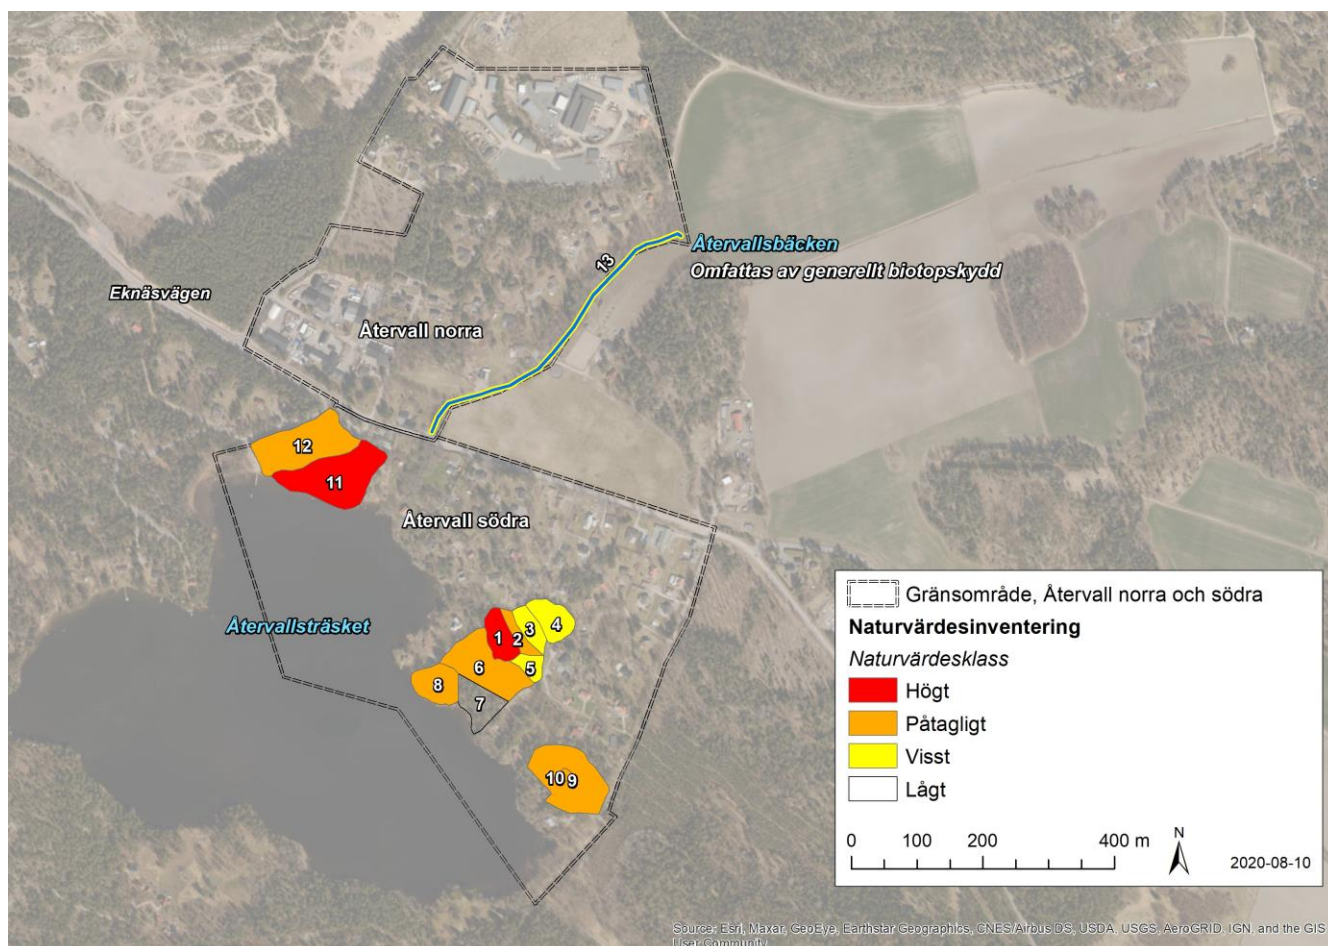 Återvallsbäcken
Omfattas av generellt biotopskydd
13
Eknäsvägen
Återvall norra
12
11
Återvall södra
Återvallsträsket
1
2
3
4
5
6
7
8
10
9
Gränsområde, Återvall norra och södra
Naturvärdesinventering
Naturvärdesklass
Högt
Påtagligt
Visst
Lågt
0 100 200 400 m
N
2020-08-10
Source: Esri, Maxar, GeoEye, Earthstar Geographics, CNES/Airbus DS, USDA, USGS, AeroGRID, IGN, and the GIS
User Community